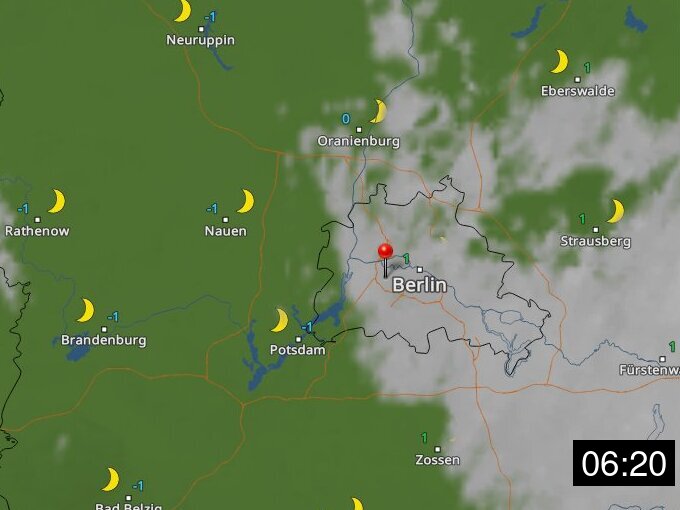 -1
Neuruppin
1
Eberswalde
0
Oranienburg
-1
Rathenow
-1
Nauen
1
Strausberg
1
Berlin
-1
Brandenburg
-1
Potsdam
1
Fürstenwa
1
Zossen
06:20
-1
Bad Belzig